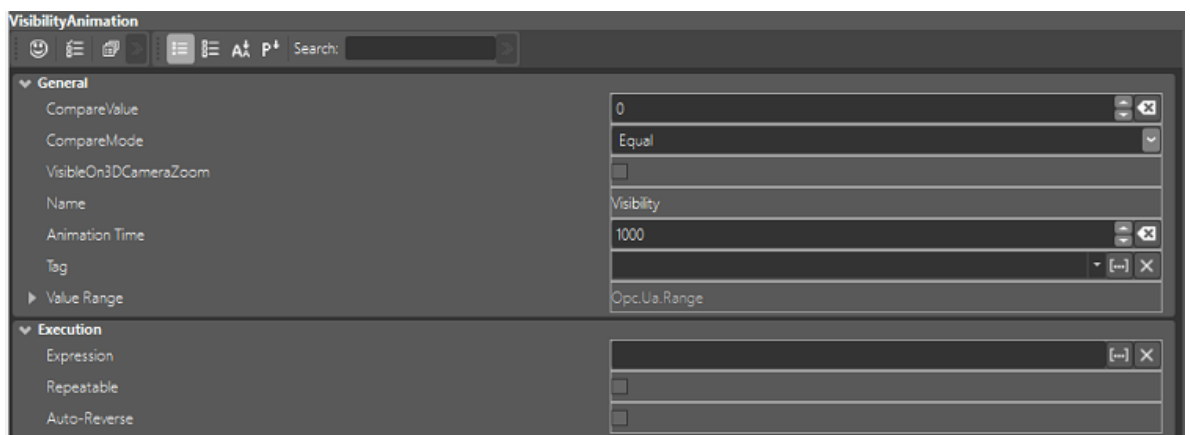 VisibilityAnimation
Search:
General
CompareValue 0
CompareMode Equal
VisibleOn3DCameraZoom
Name Visibility
Animation Time 1000
Tag
Value Range Opc.Ua.Range
Execution
Expression
Repeatable
Auto-Reverse